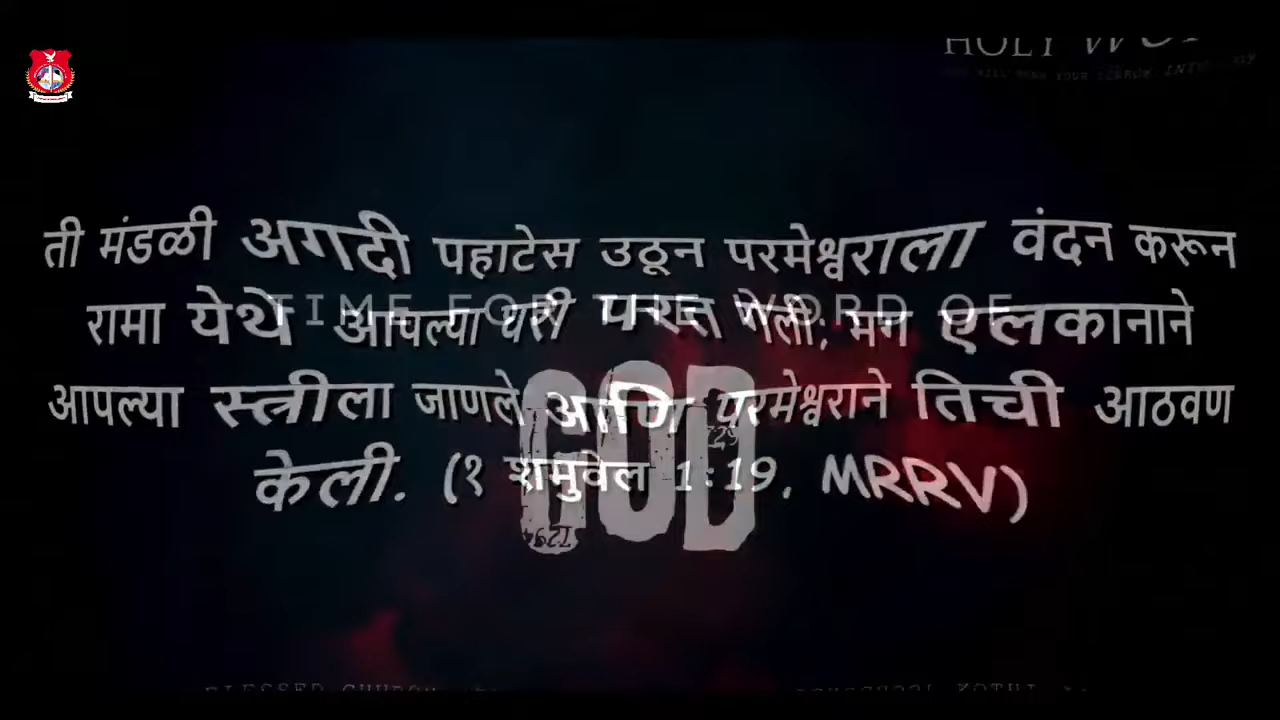 HOLY
ती मंडळी अगदी पहाटेस उठून परमेश्वराला वंदन करून
रामा येथे आपल्या घरी परत गेली; मग एलकानाने
TIME FOR THE WORD OF
आपल्या स्त्रीला जाणले आणि परमेश्वराने तिची आठवण
GOD
केली. (१ शमुवेल 1:19, MRRV)